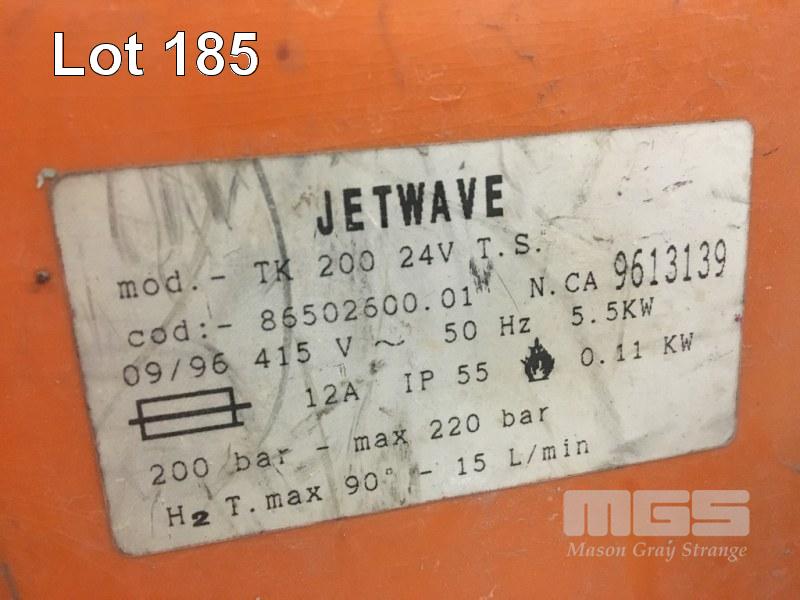 Lot 185
JETWAVE
mod.- TK 200 24V T.S.
cod:- 86502600.01" N.CA 9613139
09/96 415 V ~ 50 Hz 5.5KW
12A IP 55 0.11 KW
200 bar - max 220 bar
H2 T.max 90° - 15 L/min
MGS
Mason Gray Strange